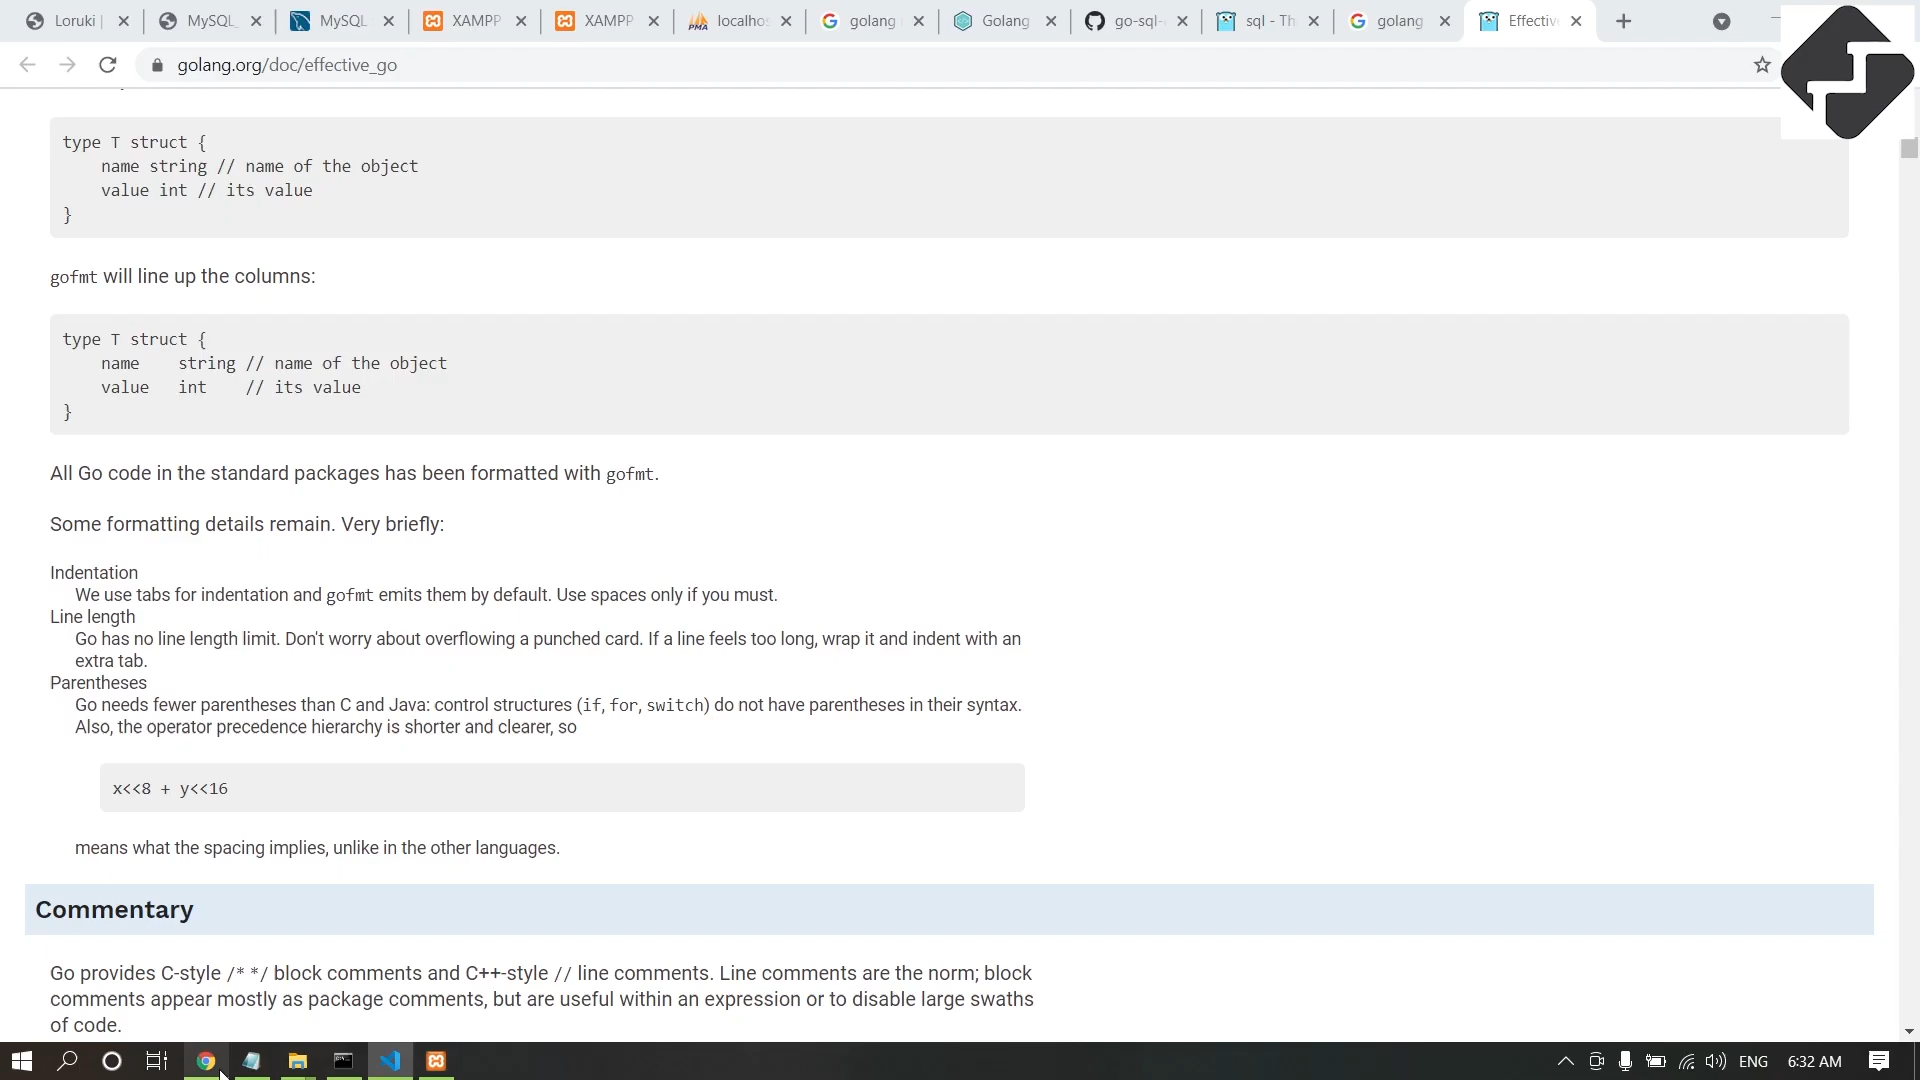 Loruki |
MySQL
MySQL
XAMPP
XAMPP
localhos
golang
Golang
go-sql-
sql - Th
golang
Effectiv
golang.org/doc/effective_go
type T struct {
name string // name of the object
value int // its value
}
gofmt will line up the columns:
type T struct {
name    string // name of the object
value   int    // its value
}
All Go code in the standard packages has been formatted with gofmt.
Some formatting details remain. Very briefly:
Indentation
We use tabs for indentation and gofmt emits them by default. Use spaces only if you must.
Line length
Go has no line length limit. Don't worry about overflowing a punched card. If a line feels too long, wrap it and indent with an
extra tab.
Parentheses
Go needs fewer parentheses than C and Java: control structures (if, for, switch) do not have parentheses in their syntax.
Also, the operator precedence hierarchy is shorter and clearer, so
x<<8 + y<<16
means what the spacing implies, unlike in the other languages.
Commentary
Go provides C-style /* */ block comments and C++-style // line comments. Line comments are the norm; block
comments appear mostly as package comments, but are useful within an expression or to disable large swaths
of code.
ENG
6:32 AM